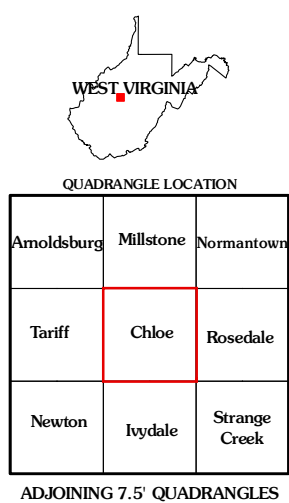 WEST VIRGINIA
QUADRANGLE LOCATION
Arnoldsburg Millstone Normantown
Tariff Chloe Rosedale
Newton Ivydale Strange Creek
ADJOINING 7.5' QUADRANGLES